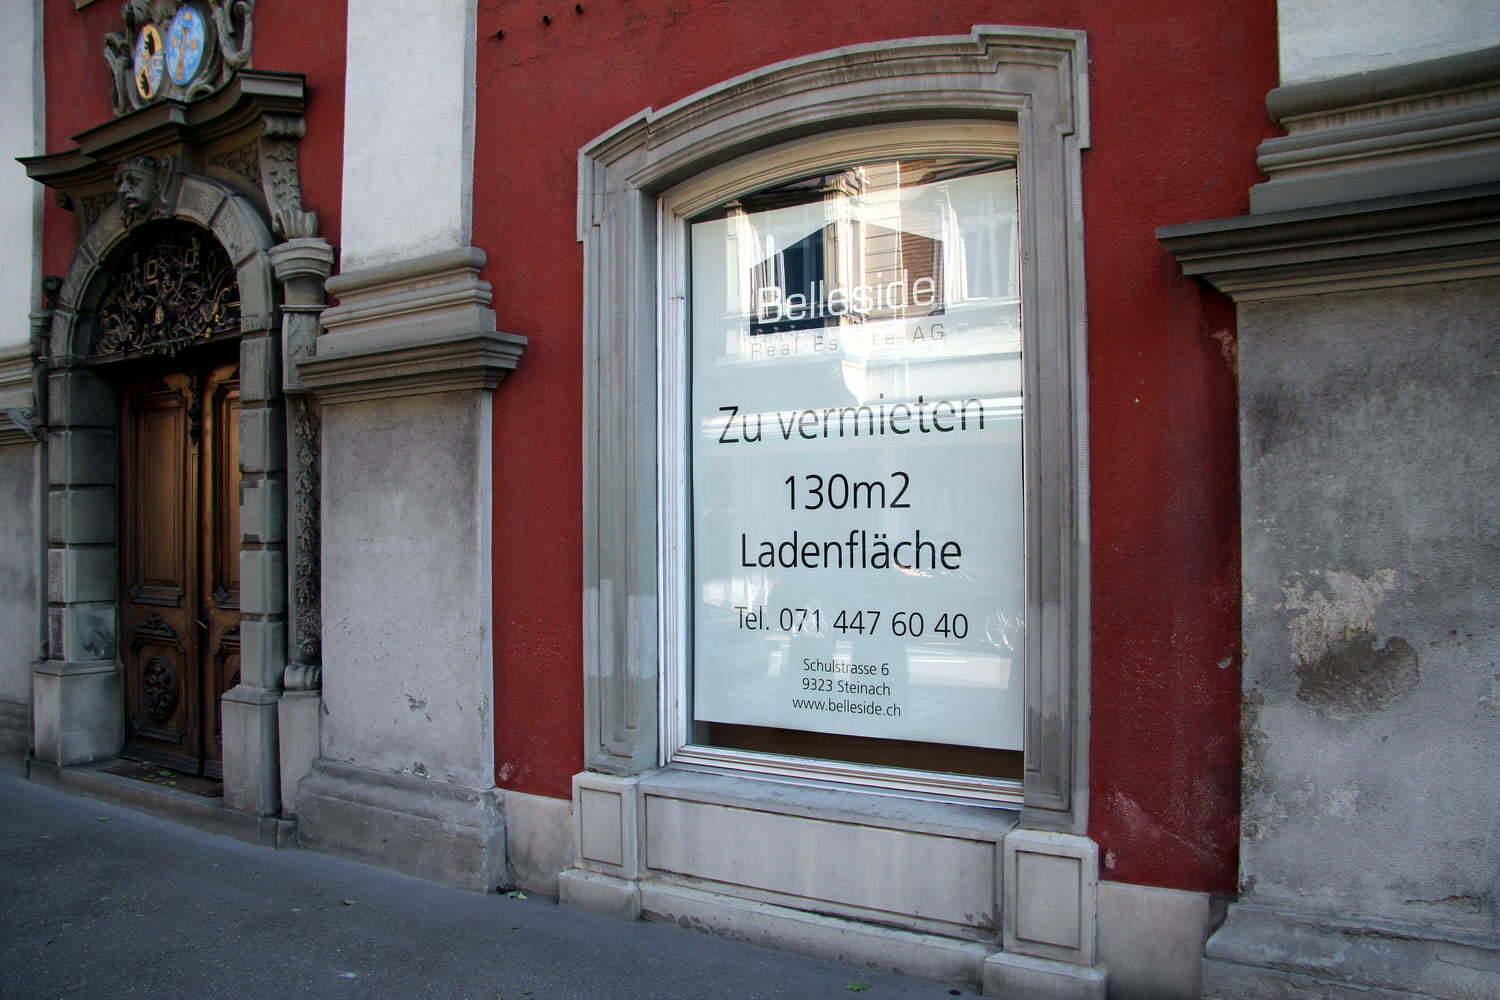 Belleside
Real Estate AG
Zu vermieten
130m2
Ladenfläche
Tel. 071 447 60 40
Schulstrasse 6
9323 Steinach
www.belleside.ch